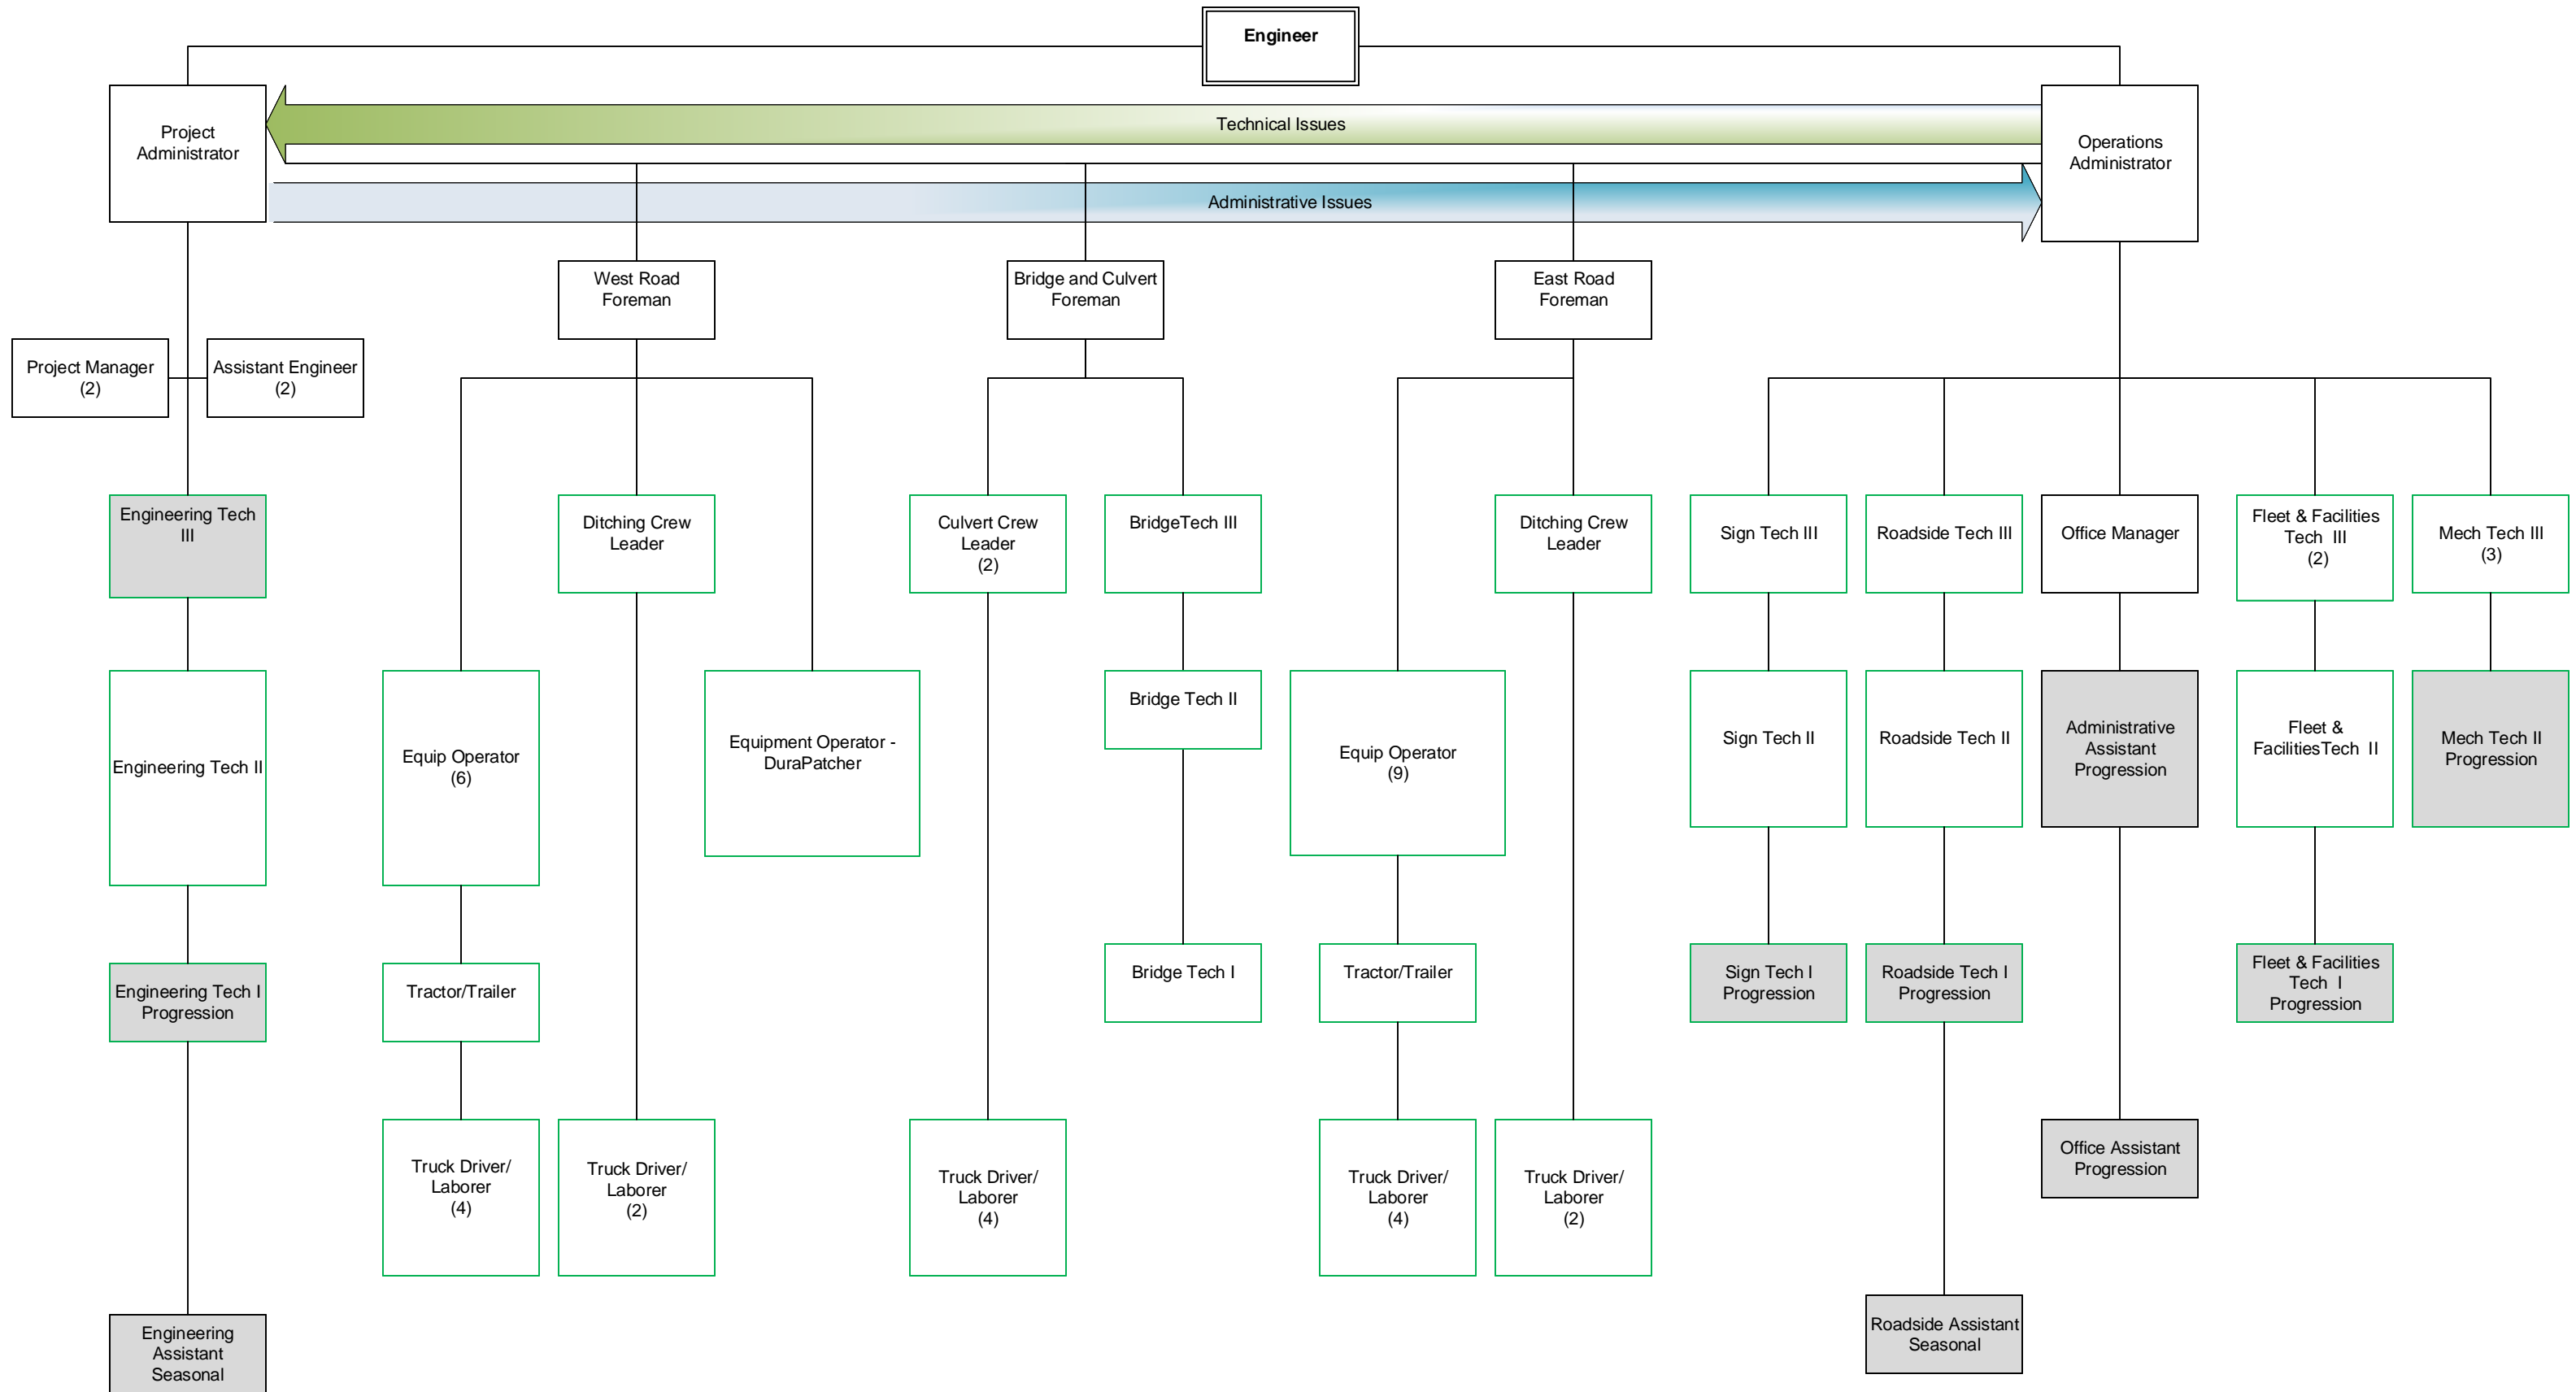 Engineer
Project
Administrator
Technical Issues
Operations
Administrator
Administrative Issues
West Road
Foreman
Bridge and Culvert
Foreman
East Road
Foreman
Project Manager
(2)
Assistant Engineer
(2)
Engineering Tech
III
Ditching Crew
Leader
Culvert Crew
Leader
(2)
BridgeTech III
Ditching Crew
Leader
Sign Tech III
Roadside Tech III
Office Manager
Fleet & Facilities
Tech III
(2)
Mech Tech III
(3)
Engineering Tech II
Equip Operator
(6)
Equipment Operator -
DuraPatcher
Bridge Tech II
Equip Operator
(9)
Sign Tech II
Roadside Tech II
Administrative
Assistant
Progression
Fleet &
FacilitiesTech II
Mech Tech II
Progression
Engineering Tech I
Progression
Tractor/Trailer
Bridge Tech I
Tractor/Trailer
Sign Tech I
Progression
Roadside Tech I
Progression
Fleet & Facilities
Tech I
Progression
Truck Driver/
Laborer
(4)
Truck Driver/
Laborer
(2)
Truck Driver/
Laborer
(4)
Truck Driver/
Laborer
(4)
Truck Driver/
Laborer
(2)
Office Assistant
Progression
Engineering
Assistant
Seasonal
Roadside Assistant
Seasonal